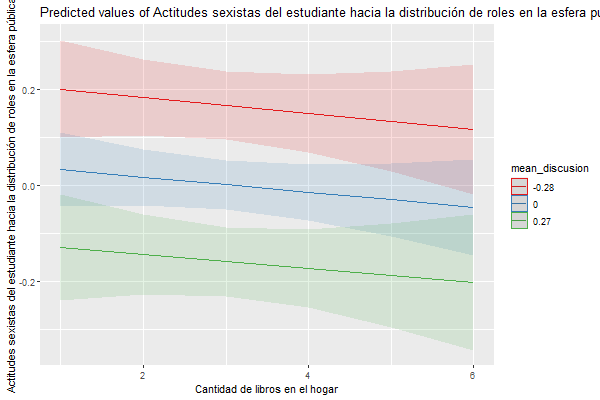 Predicted values of Actitudes sexistas del estudiante hacia la distribución de roles en la esfera pú
Actitudes sexistas del estudiante hacia la distribución de roles en la esfera pública
0.2
0.0
-0.2
2
4
6
Cantidad de libros en el hogar
mean_discusion
-0.28
0
0.27